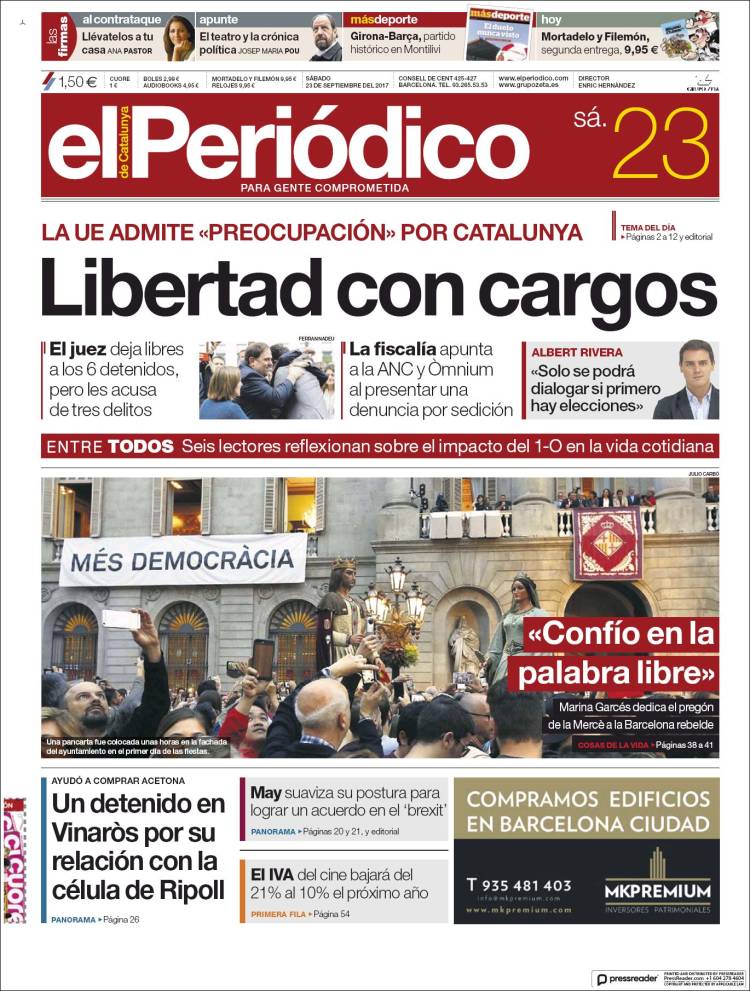 las
firmas
al contrataque
Llévatelos a tu
casa ANA PASTOR
apunte
El teatro y la crónica
política JOSEP MARIA POU
másdeporte
Girona-Barça, partido
histórico en Montilivi
másdeporte
El duelo
nunca visto
hoy
Mortadelo y Filemón,
segunda entrega, 9,95 €
1,50 €
CUORE
1 €
BOLES 2,99 €
AUDIOBOOKS 4,95 €
MORTADELO Y FILEMÓN 9,95 €
RELOJES 9,95 €
SÁBADO
23 DE SEPTIEMBRE DEL 2017
CONSELL DE CENT 425-427
BARCELONA. TEL. 93.265.53.53
www.elperiodico.com
www.grupozeta.es
DIRECTOR
ENRIC HERNÀNDEZ
GRUPO ZETA
el Periódico
de Catalunya
PARA GENTE COMPROMETIDA
sá. 23
LA UE ADMITE «PREOCUPACIÓN» POR CATALUNYA
TEMA DEL DÍA
Páginas 2 a 12 y editorial
Libertad con cargos
El juez deja libres
a los 6 detenidos,
pero les acusa
de tres delitos
FERRAN NADEU
La fiscalía apunta
a la ANC y Òmnium
al presentar una
denuncia por sedición
ALBERT RIVERA
«Solo se podrá
dialogar si primero
hay elecciones»
ENTRE TODOS Seis lectores reflexionan sobre el impacto del 1-O en la vida cotidiana
JULIO CARBÓ
MÉS DEMOCRÀCIA
«Confío en la
palabra libre»
Marina Garcés dedica el pregón
de la Mercè a la Barcelona rebelde
COSAS DE LA VIDA Páginas 38 a 41
Una pancarta fue colocada unas horas en la fachada
del ayuntamiento en el primer día de las fiestas.
AYUDÓ A COMPRAR ACETONA
Un detenido en
Vinaròs por su
relación con la
célula de Ripoll
PANORAMA Página 26
May suaviza su postura para
lograr un acuerdo en el 'brexit'
PANORAMA Páginas 20 y 21, y editorial
El IVA del cine bajará del
21% al 10% el próximo año
PRIMERA FILA Página 54
COMPRAMOS EDIFICIOS
EN BARCELONA CIUDAD
T 935 481 403
info@mkpremium.com
www.mkpremium.com
MKPREMIUM
INVERSORES PATRIMONIALES
pressreader
PRINTED AND DISTRIBUTED BY PRESSREADER
PressReader.com +1 604 278 4604
COPYRIGHT AND PROTECTED BY APPLICABLE LAW